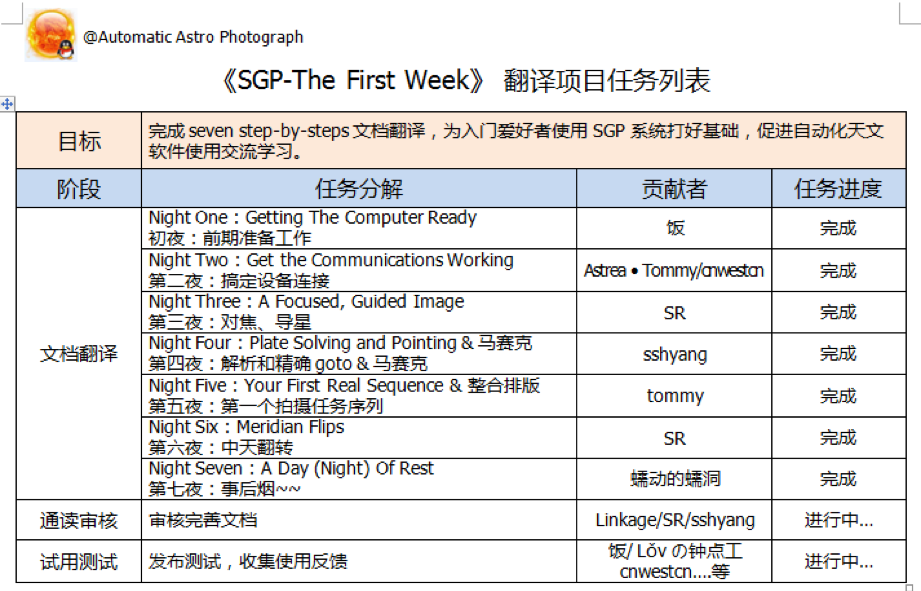 @Automatic Astro Photograph
《SGP-The First Week》 翻译项目任务列表
目标
完成 seven step-by-steps 文档翻译，为入门爱好者使用 SGP 系统打好基础，促进自动化天文
软件使用交流学习。
阶段
任务分解
贡献者
任务进度
文档翻译
Night One：Getting The Computer Ready
初夜：前期准备工作
饭
完成
Night Two：Get the Communications Working
第二夜：搞定设备连接
Astrea • Tommy/cnwestcn
完成
Night Three：A Focused, Guided Image
第三夜：对焦、导星
SR
完成
Night Four：Plate Solving and Pointing & 马赛克
第四夜：解析和精确 goto & 马赛克
sshyang
完成
Night Five：Your First Real Sequence & 整合排版
第五夜：第一个拍摄任务序列
tommy
完成
Night Six：Meridian Flips
第六夜：中天翻转
SR
完成
Night Seven：A Day (Night) Of Rest
第七夜：事后烟~~
蠕动的蠕洞
完成
通读审核
审核完善文档
Linkage/SR/sshyang
进行中...
试用测试
发布测试，收集使用反馈
饭/ Lǒv の钟点工
cnwestcn....等
进行中...